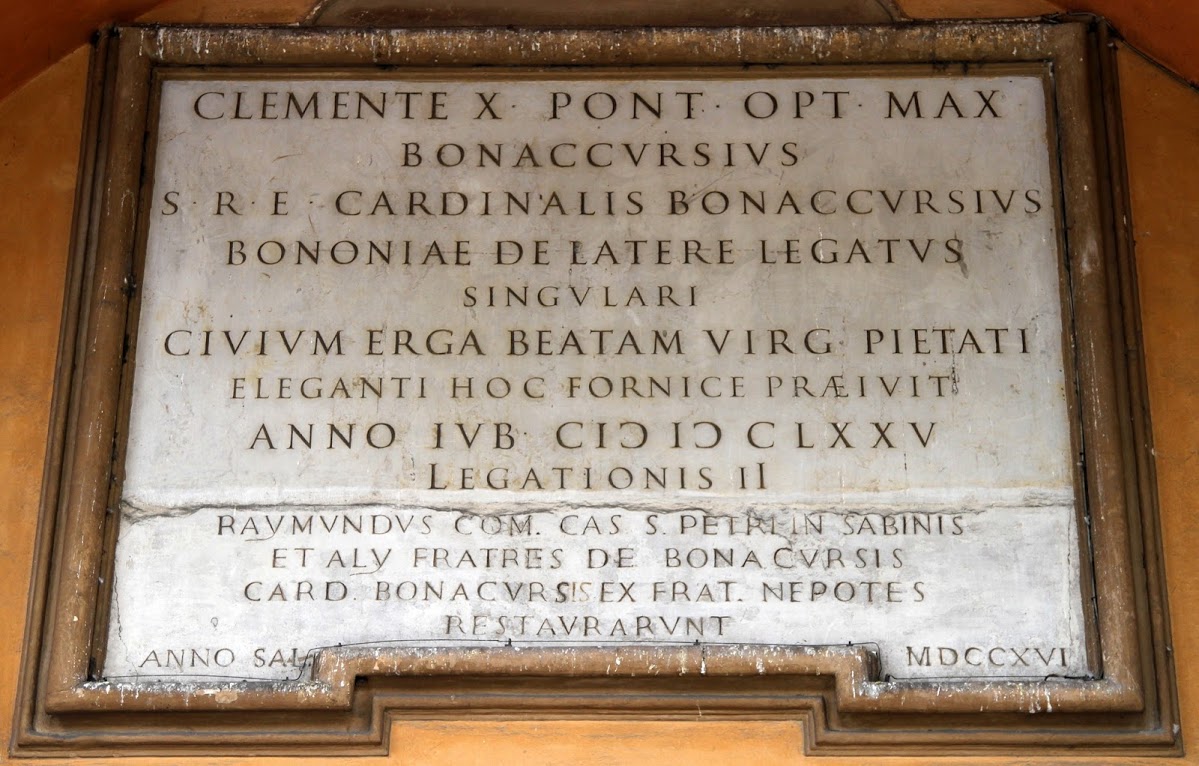 CLEMENTE X· PONT· OPT· MAX
BONACCVRSIVS
S·R·E· CARDINALIS BONACCVRSIVS
BONONIAE DE LATERE LEGATVS
SINGVLARI
CIVIVM ERGA BEATAM VIRG· PIETATI
ELEGANTI HOC FORNICE PRÆIVIT
ANNO IVB· CIƆ IƆ CLXXV
LEGATIONIS II
RAYMVNDVS COM. CAS S. PETRI IN SABINIS
ET ALY FRATRES DE BONACVRSIS
CARD. BONACVRSIS EX FRAT. NEPOTES
RESTAVRARVNT
ANNO SAL. MDCCXVI